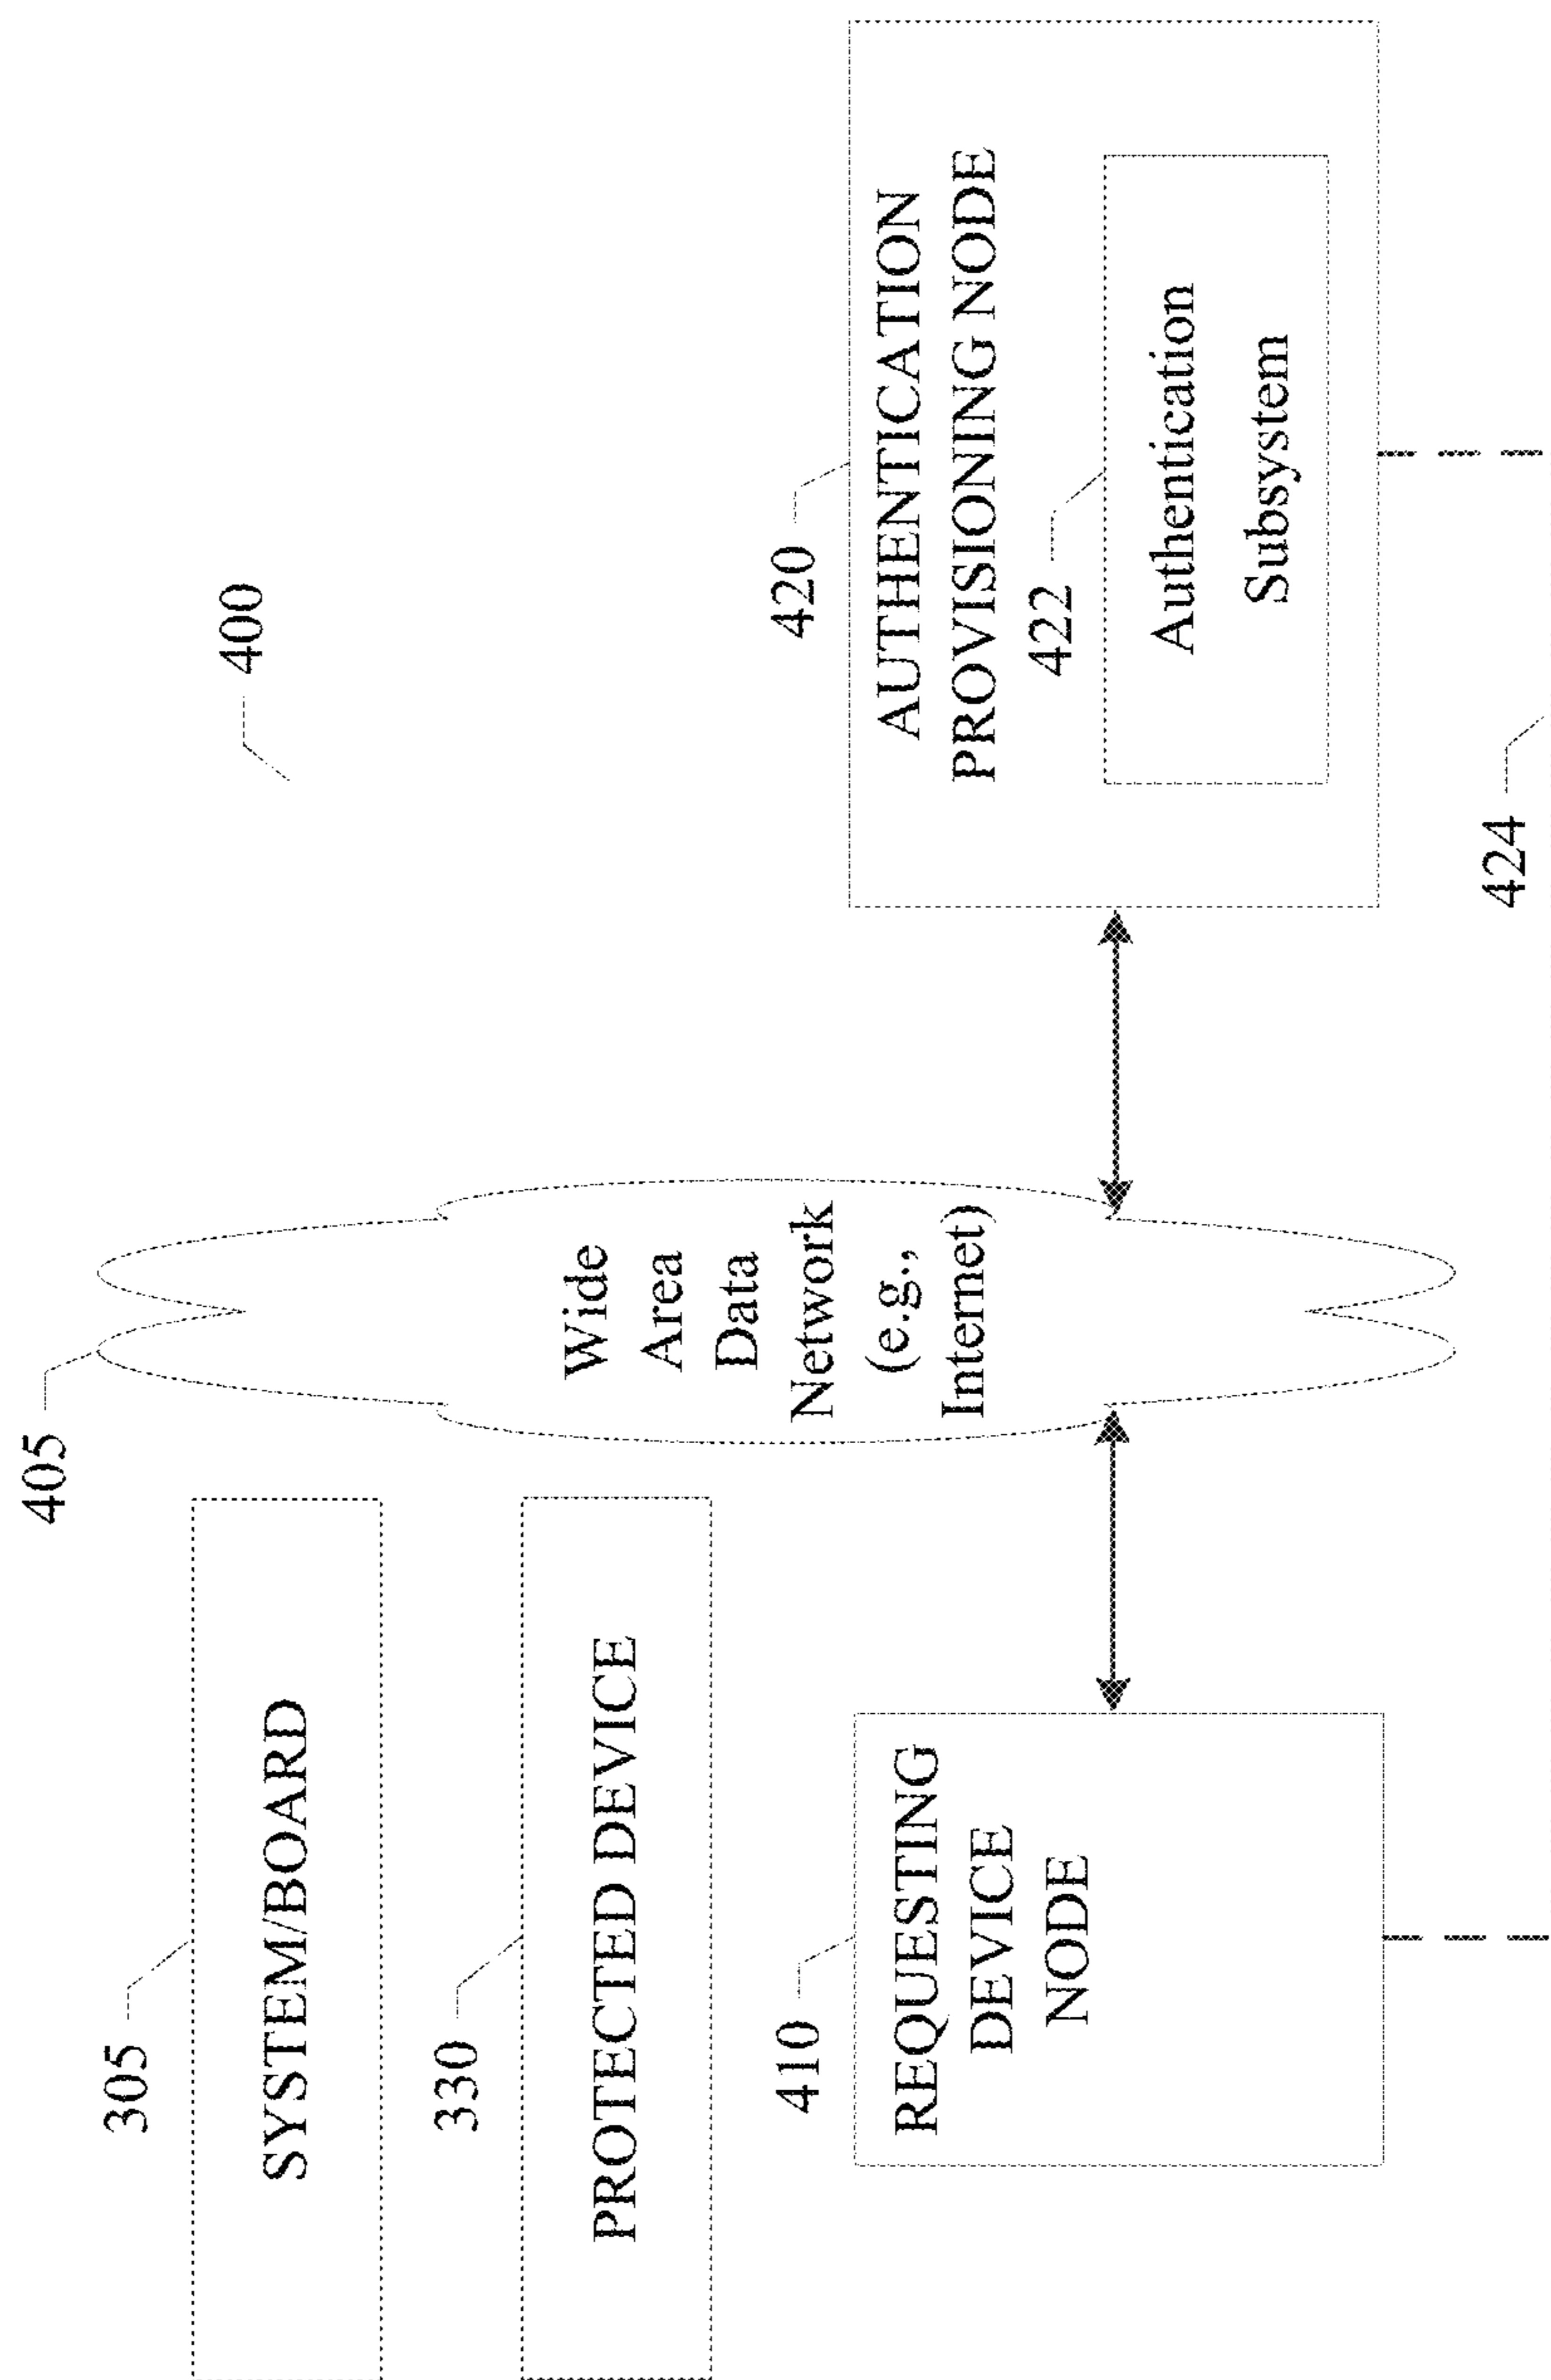 400
405
305
SYSTEM/BOARD
330
PROTECTED DEVICE
Wide
Area
Data
Network
(e.g.,
Internet)
410
REQUESTING
DEVICE
NODE
420
AUTHENTICATION
PROVISIONING NODE
422
Authentication
Subsystem
424